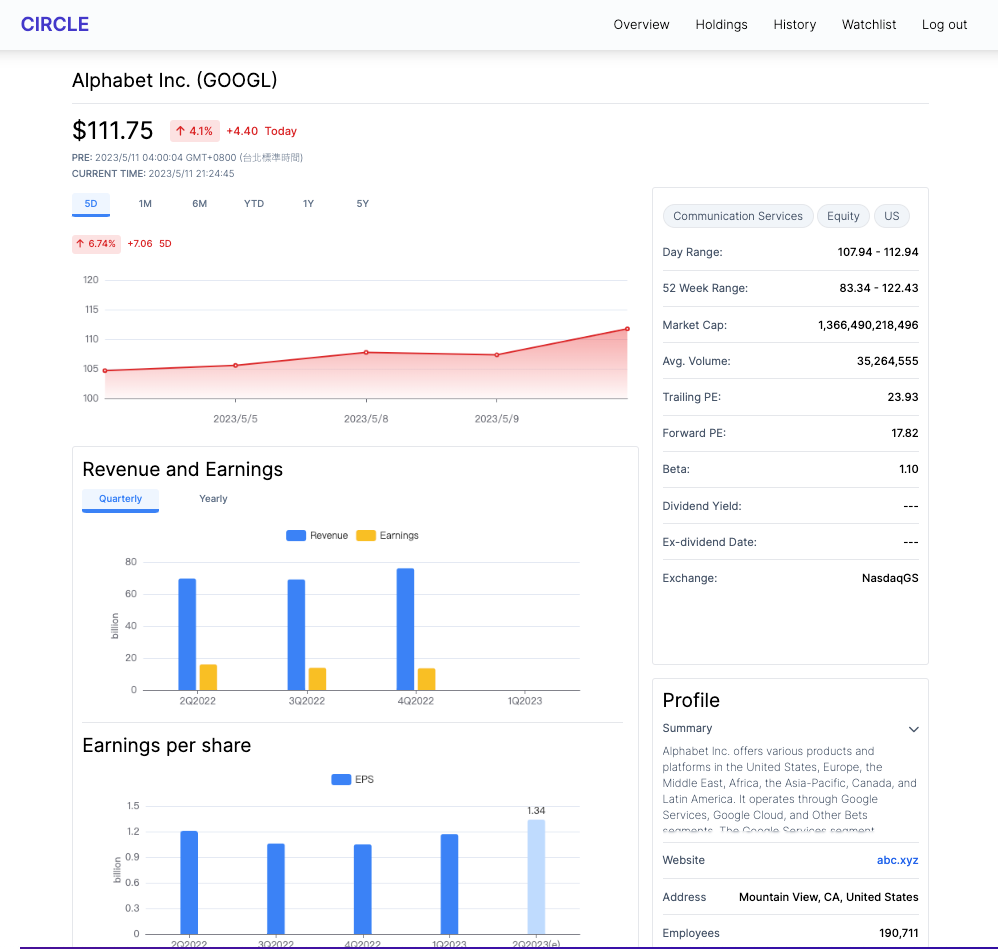 CIRCLE
Overview
Holdings
History
Watchlist
Log out
Alphabet Inc. (GOOGL)
$111.75
↑ 4.1%
+4.40 Today
PRE: 2023/5/11 04:00:04 GMT+0800 (台北標準時間)
CURRENT TIME: 2023/5/11 21:24:45
5D
1M
6M
YTD
1Y
5Y
↑ 6.74%
+7.06 5D
120
115
110
105
100
2023/5/5
2023/5/8
2023/5/9
Revenue and Earnings
Quarterly
Yearly
Revenue
Earnings
billion
80
60
40
20
0
2Q2022
3Q2022
4Q2022
1Q2023
Earnings per share
EPS
billion
1.5
1.2
0.9
0.6
0.3
0
1.34
2Q2022
3Q2022
4Q2022
1Q2023
2Q2023(e)
Communication Services
Equity
US
Day Range: 107.94 - 112.94
52 Week Range: 83.34 - 122.43
Market Cap: 1,366,490,218,496
Avg. Volume: 35,264,555
Trailing PE: 23.93
Forward PE: 17.82
Beta: 1.10
Dividend Yield: ---
Ex-dividend Date: ---
Exchange: NasdaqGS
Profile
Summary
Alphabet Inc. offers various products and
platforms in the United States, Europe, the
Middle East, Africa, the Asia-Pacific, Canada, and
Latin America. It operates through Google
Services, Google Cloud, and Other Bets
segments. The Google Services segment
Website abc.xyz
Address Mountain View, CA, United States
Employees 190,711